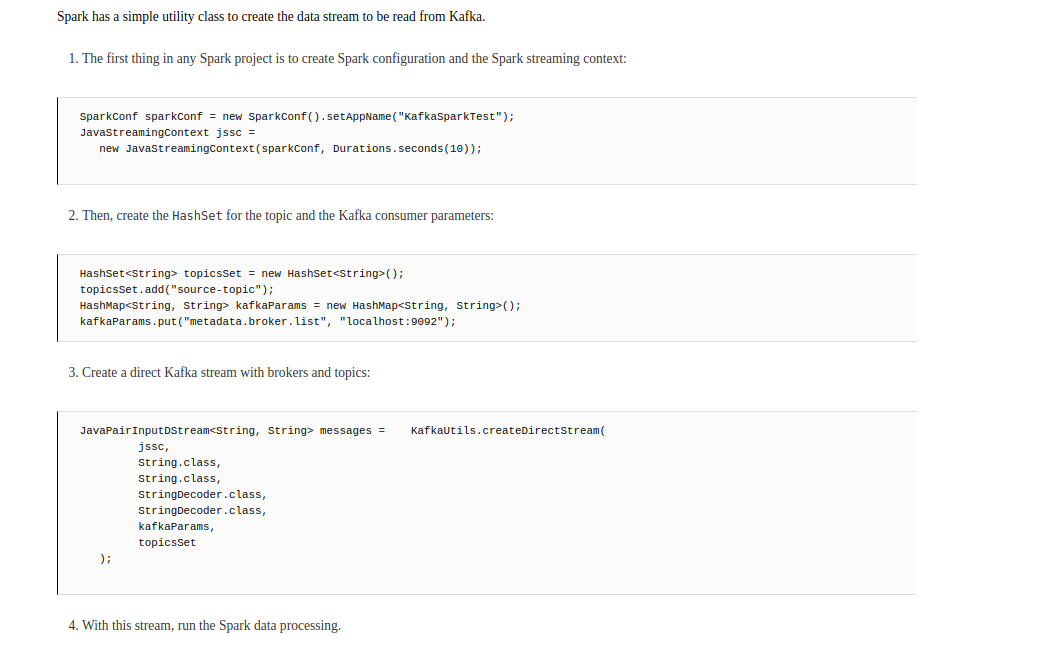 Spark has a simple utility class to create the data stream to be read from Kafka.
1. The first thing in any Spark project is to create Spark configuration and the Spark streaming context:
SparkConf sparkConf = new SparkConf().setAppName("KafkaSparkTest");
JavaStreamingContext jssc =
   new JavaStreamingContext(sparkConf, Durations.seconds(10));
2. Then, create the HashSet for the topic and the Kafka consumer parameters:
HashSet<String> topicsSet = new HashSet<String>();
topicsSet.add("source-topic");
HashMap<String, String> kafkaParams = new HashMap<String, String>();
kafkaParams.put("metadata.broker.list", "localhost:9092");
3. Create a direct Kafka stream with brokers and topics:
JavaPairInputDStream<String, String> messages =    KafkaUtils.createDirectStream(
         jssc,
         String.class,
         String.class,
         StringDecoder.class,
         StringDecoder.class,
         kafkaParams,
         topicsSet
   );
4. With this stream, run the Spark data processing.